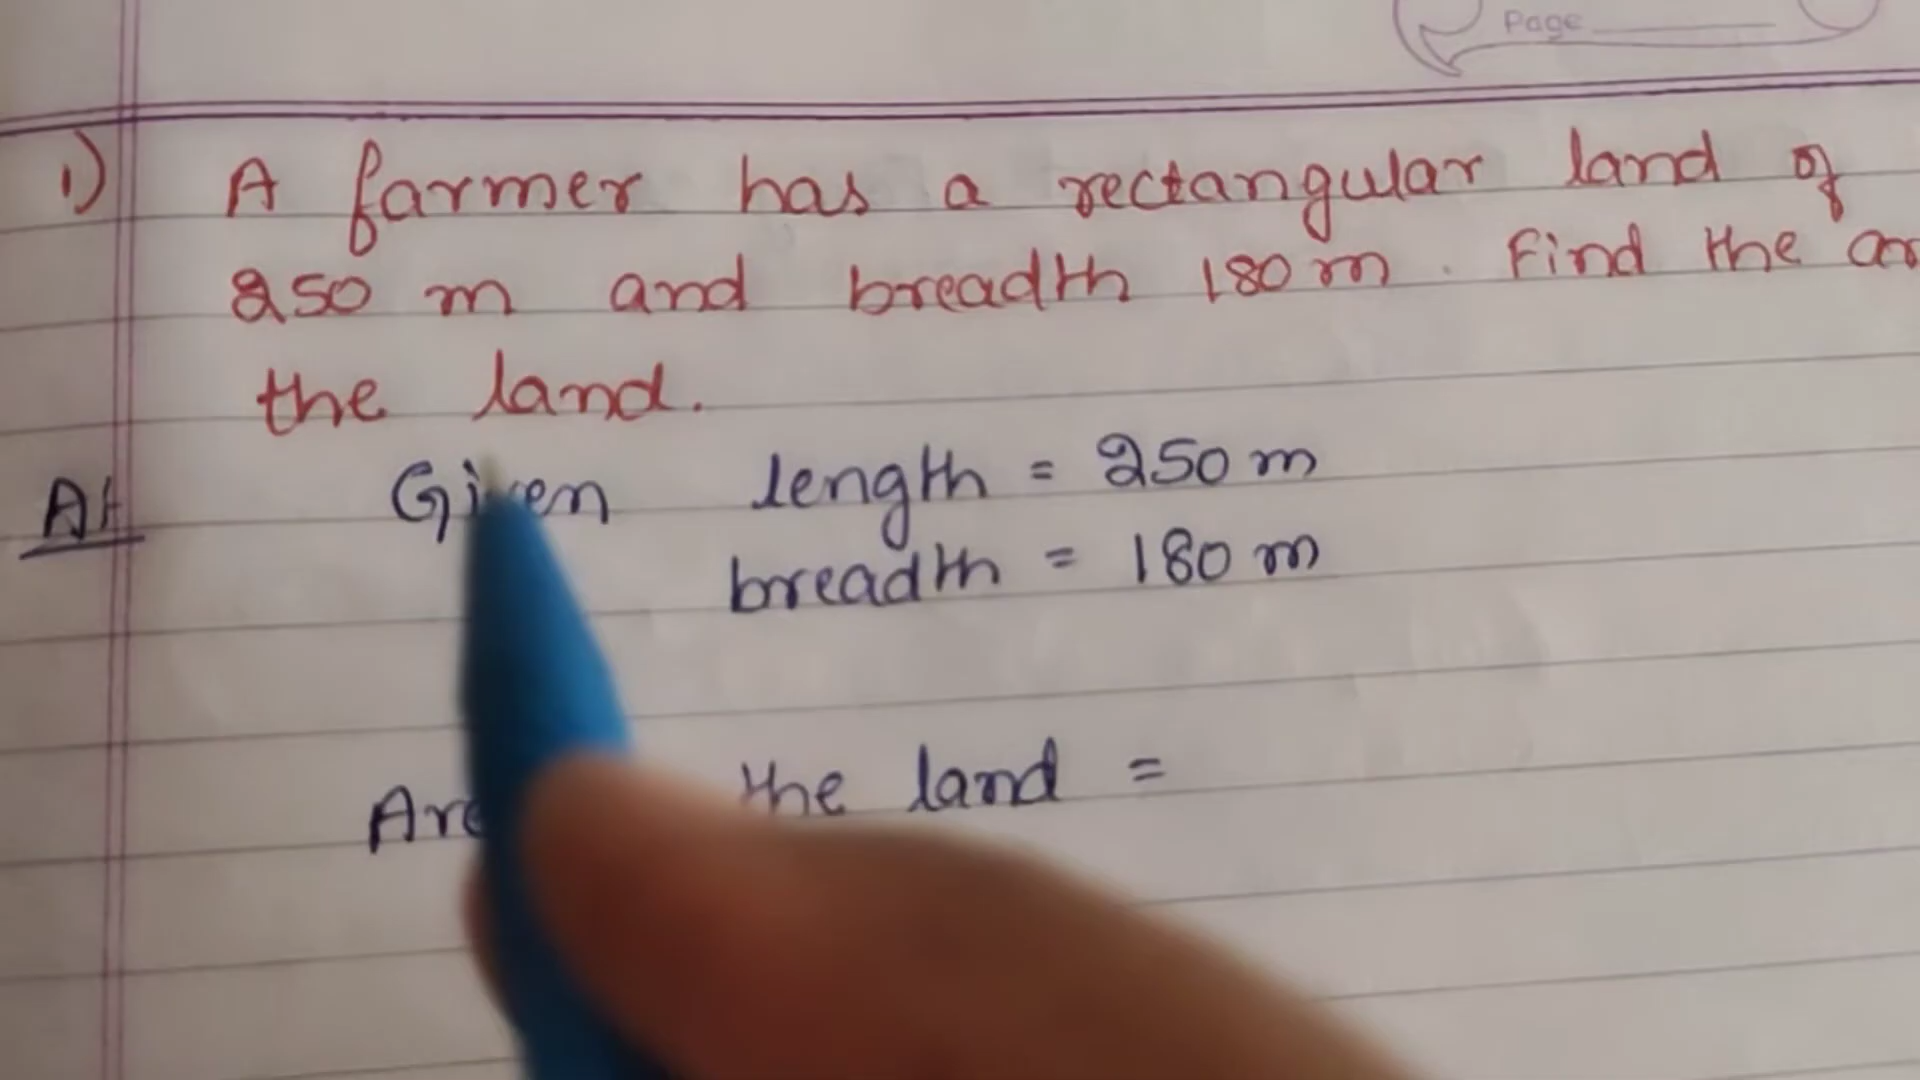 Page
1) A farmer has a rectangular land of
250 m and breadth 180 m. Find the
the land.
Given length = 250 m
breadth = 180 m
the land =